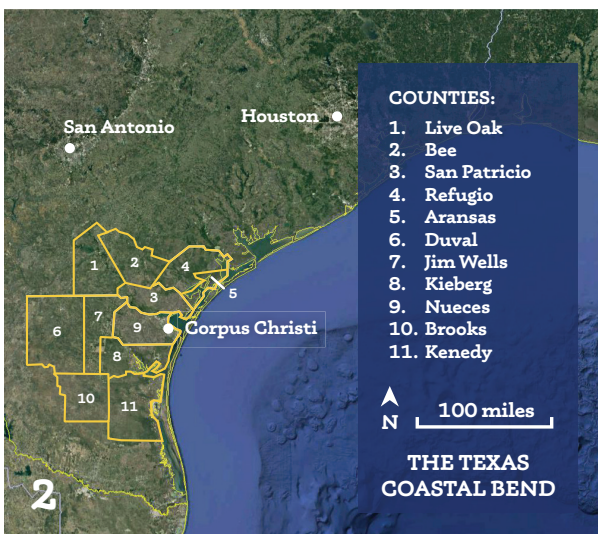 San Antonio
Houston
1
2
3
4
5
6
7
8
9
10
11
Corpus Christi
COUNTIES:
1. Live Oak
2. Bee
3. San Patricio
4. Refugio
5. Aransas
6. Duval
7. Jim Wells
8. Kieberg
9. Nueces
10. Brooks
11. Kenedy
N
100 miles
THE TEXAS
COASTAL BEND
2